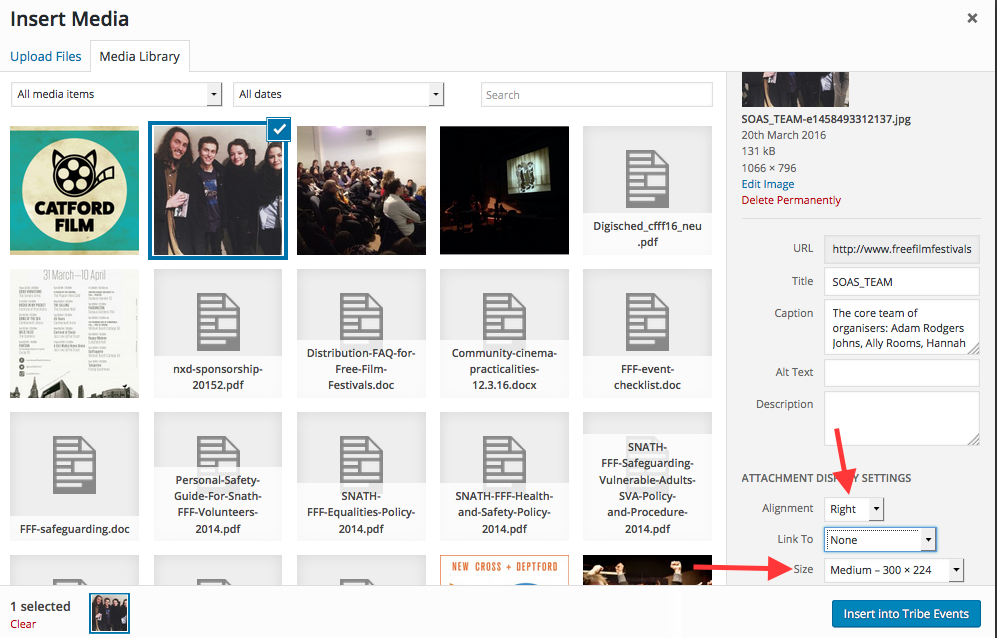 Insert Media
Upload Files
Media Library
All media items
All dates
Search
CATFORD
FILM
Digisched_cfff16_neu
.pdf
31 March—10 April
nxd-sponsorship-
20152.pdf
Distribution-FAQ-for-
Free-Film-
Festivals.doc
Community-cinema-
practicalities-
12.3.16.docx
FFF-event-
checklist.doc
FFF-safeguarding.doc
Personal-Safety-
Guide-For-Snath-
FFF-Volunteers-
2014.pdf
SNATH-
FFF-Equalities-Policy-
2014.pdf
SNATH-FFF-Health-
and-Safety-Policy-
2014.pdf
SNATH-
FFF-Safeguarding-
Vulnerable-Adults-
SVA-Policy-
and-Procedure-
2014.pdf
NEW CROSS + DEPTFORD
SOAS_TEAM-e1458493312137.jpg
20th March 2016
131 kB
1066 × 796
Edit Image
Delete Permanently
URL http://www.freefilmfestivals
Title SOAS_TEAM
Caption The core team of
organisers: Adam Rodgers
Johns, Ally Rooms, Hannah
Alt Text
Description
ATTACHMENT DISPLAY SETTINGS
Alignment Right
Link To None
Size Medium – 300 × 224
1 selected
Clear
Insert into Tribe Events